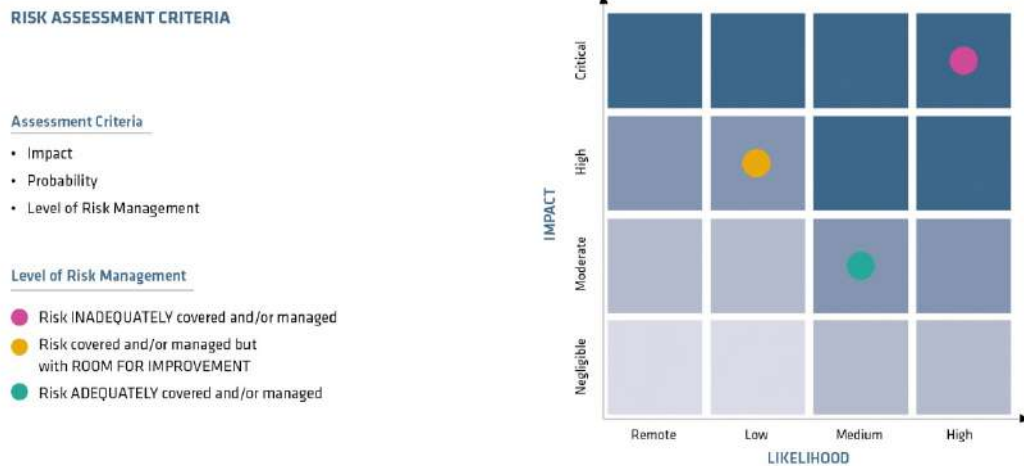 RISK ASSESSMENT CRITERIA
Assessment Criteria
• Impact
• Probability
• Level of Risk Management
Level of Risk Management
Risk INADEQUATELY covered and/or managed
Risk covered and/or managed but
with ROOM FOR IMPROVEMENT
Risk ADEQUATELY covered and/or managed
IMPACT
Critical
High
Moderate
Negligible
Remote
Low
Medium
High
LIKELIHOOD